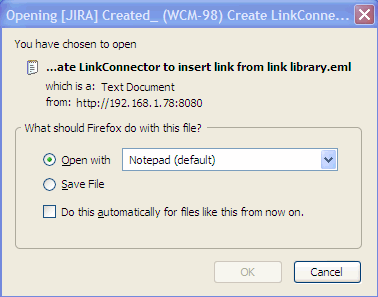 Opening [JIRA] Created_ (WCM-98) Create LinkConne...
You have chosen to open
...ate LinkConnector to insert link from link library.eml
which is a: Text Document
from: http://192.168.1.78:8080
What should Firefox do with this file?
Open with Notepad (default)
Save File
Do this automatically for files like this from now on.
OK Cancel